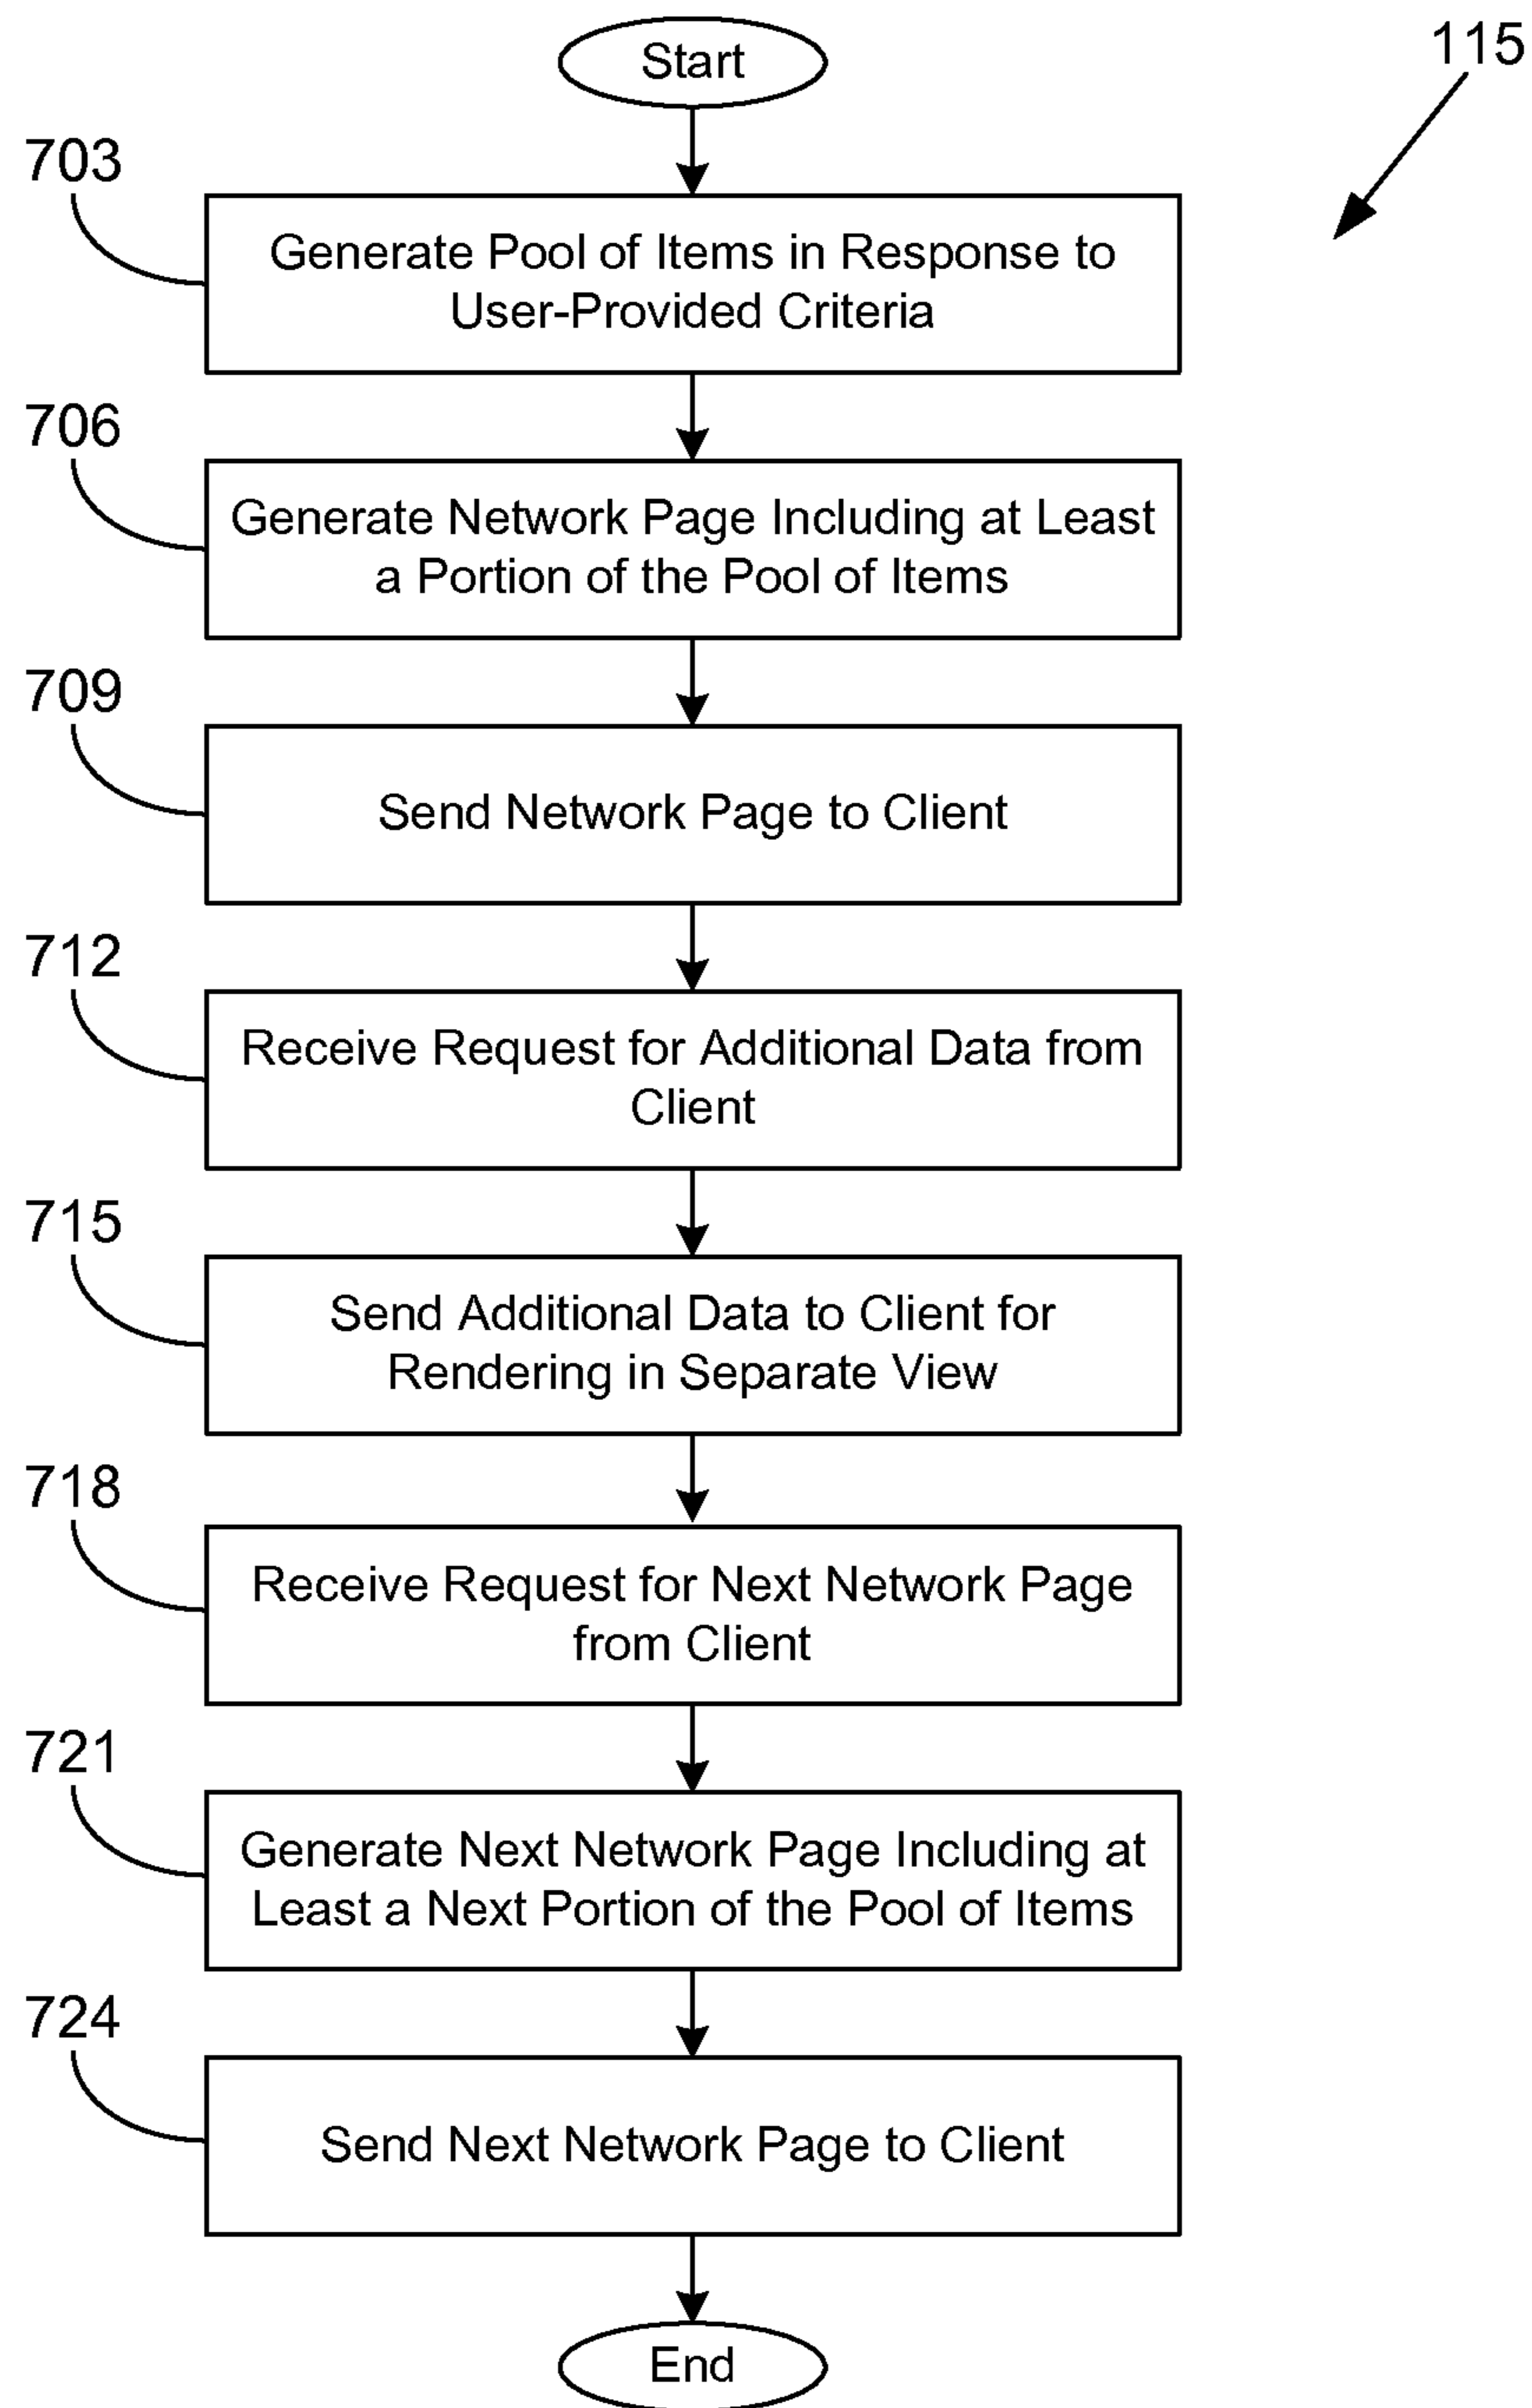 Start
115
703
Generate Pool of Items in Response to
User-Provided Criteria
706
Generate Network Page Including at Least
a Portion of the Pool of Items
709
Send Network Page to Client
712
Receive Request for Additional Data from
Client
715
Send Additional Data to Client for
Rendering in Separate View
718
Receive Request for Next Network Page
from Client
721
Generate Next Network Page Including at
Least a Next Portion of the Pool of Items
724
Send Next Network Page to Client
End